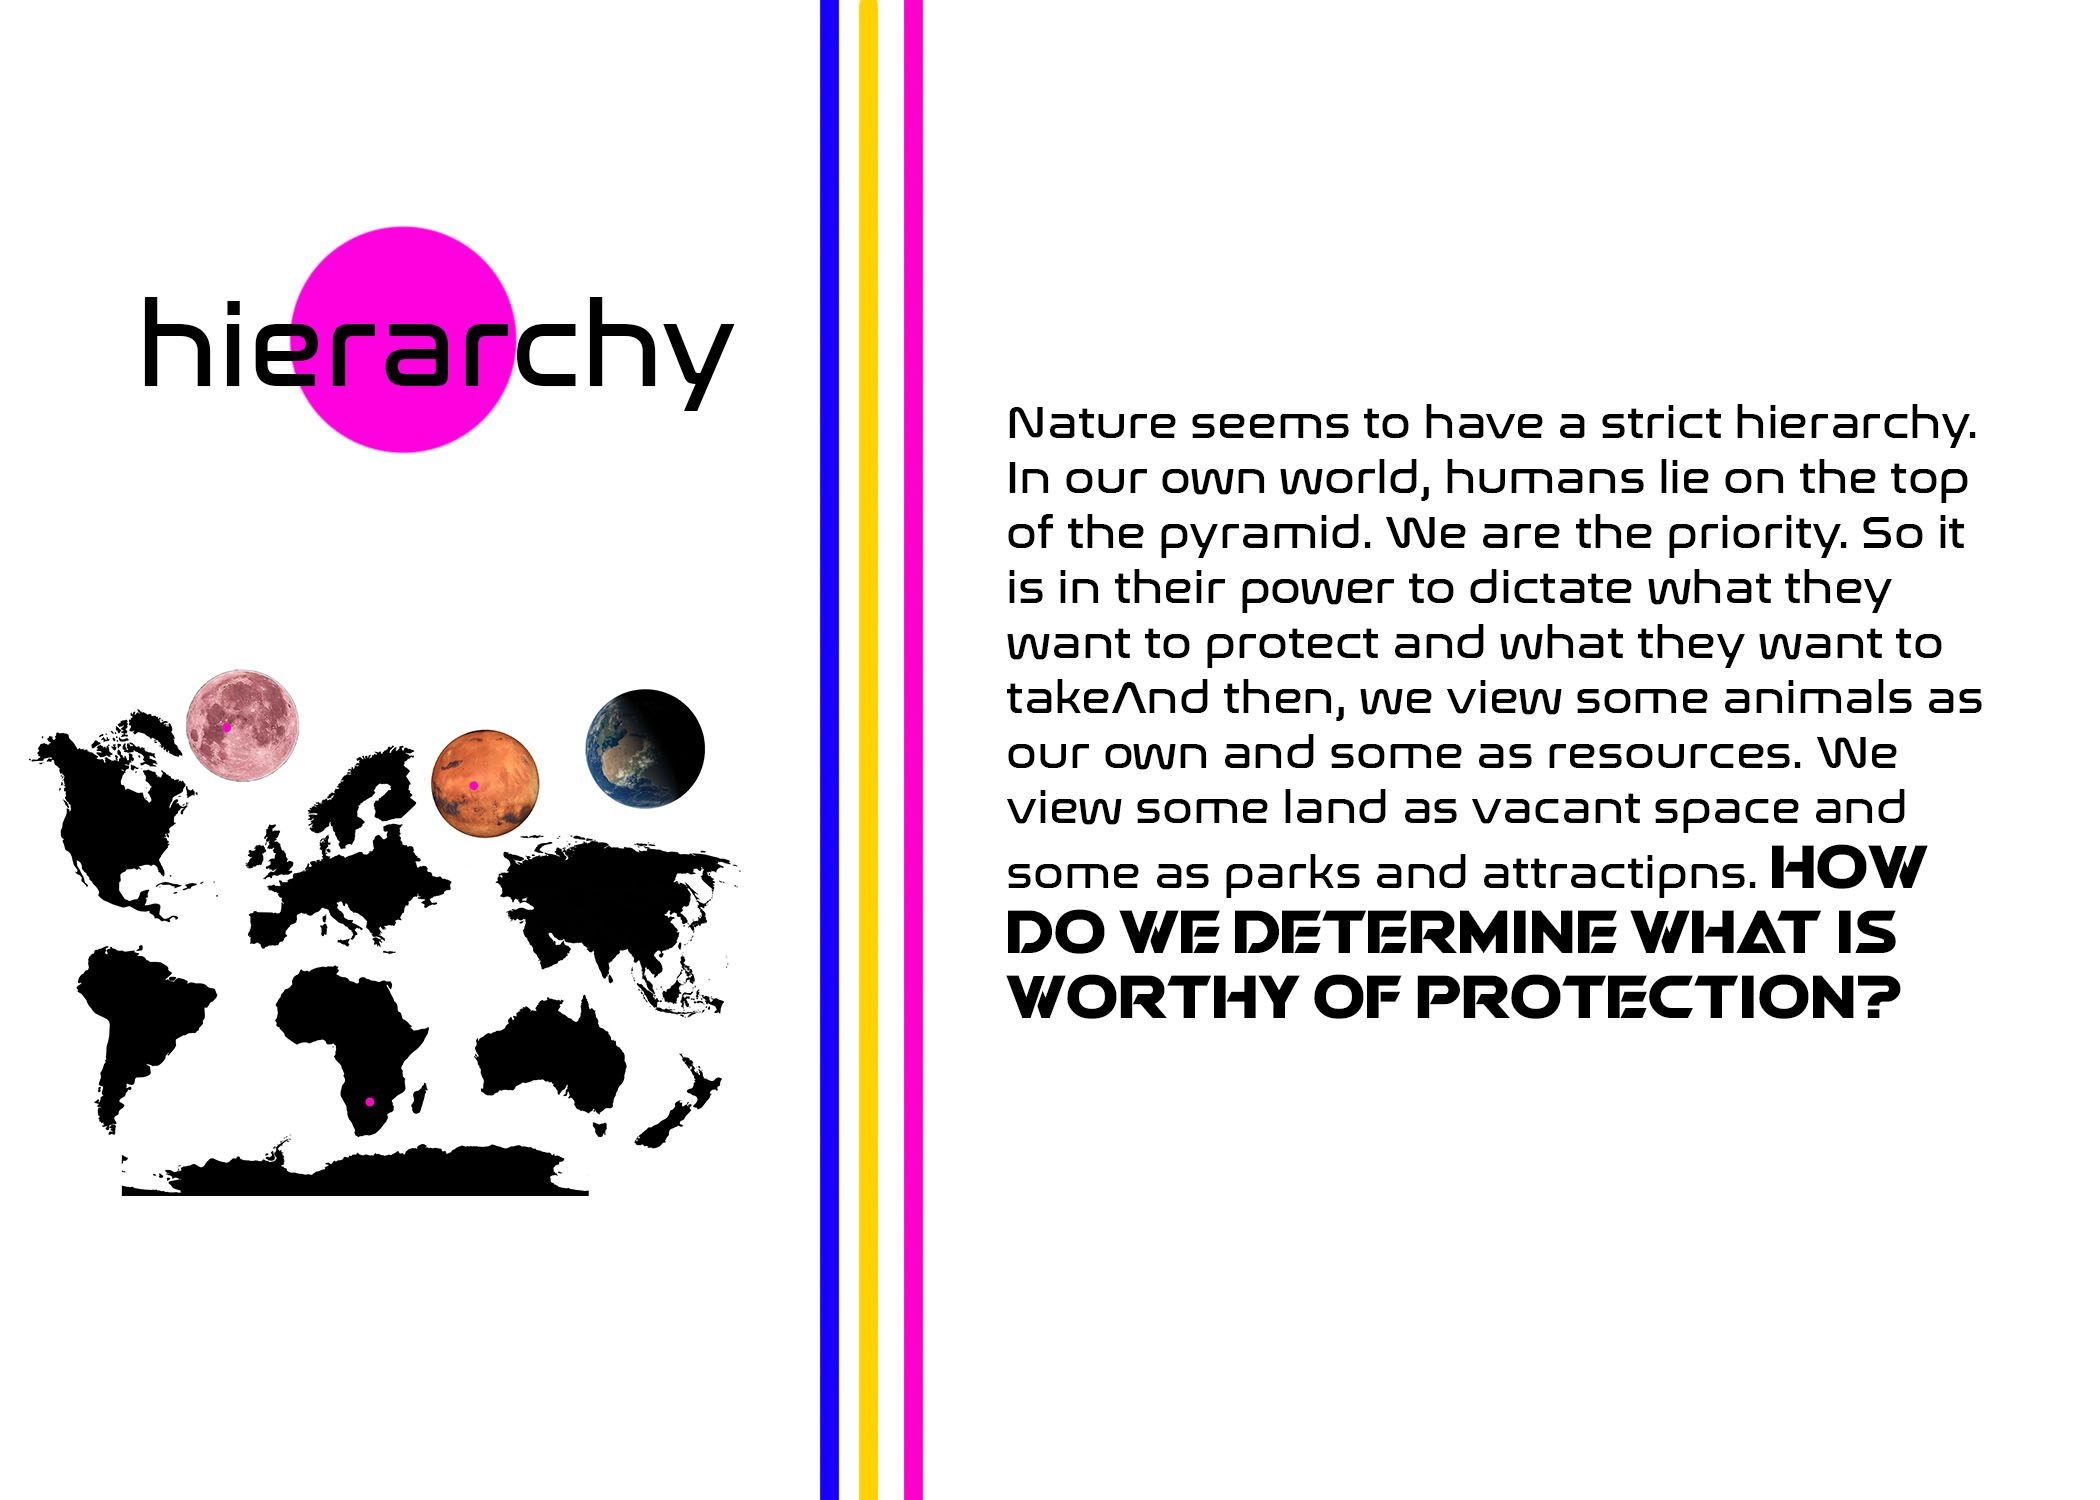 hierarchy
Nature seems to have a strict hierarchy.
In our own world, humans lie on the top
of the pyramid. We are the priority. So it
is in their power to dictate what they
want to protect and what they want to
takeAnd then, we view some animals as
our own and some as resources. We
view some land as vacant space and
some as parks and attractipns. HOW
DO WE DETERMINE WHAT IS
WORTHY OF PROTECTION?